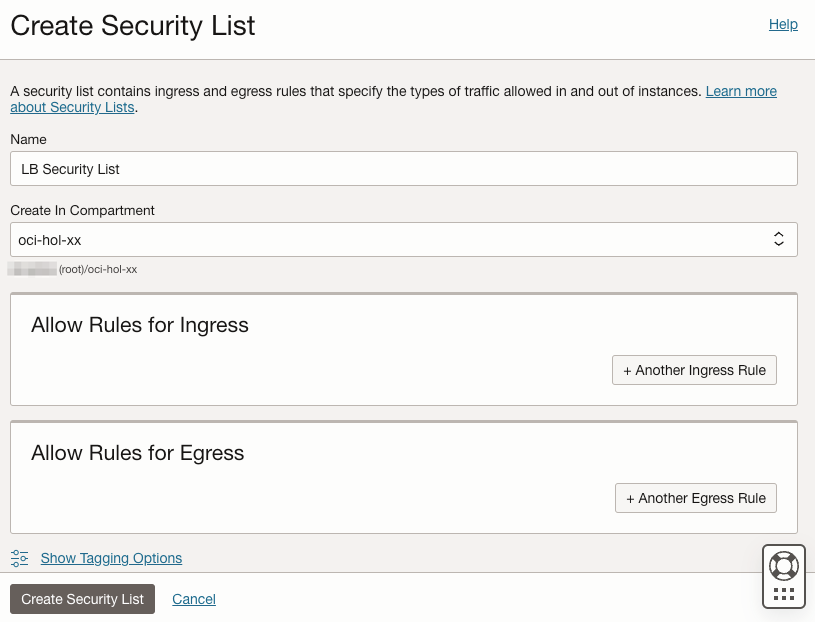 Create Security List
Help
A security list contains ingress and egress rules that specify the types of traffic allowed in and out of instances. Learn more
about Security Lists.
Name
LB Security List
Create In Compartment
oci-hol-xx
(root)/oci-hol-xx
Allow Rules for Ingress
+ Another Ingress Rule
Allow Rules for Egress
+ Another Egress Rule
Show Tagging Options
Create Security List
Cancel